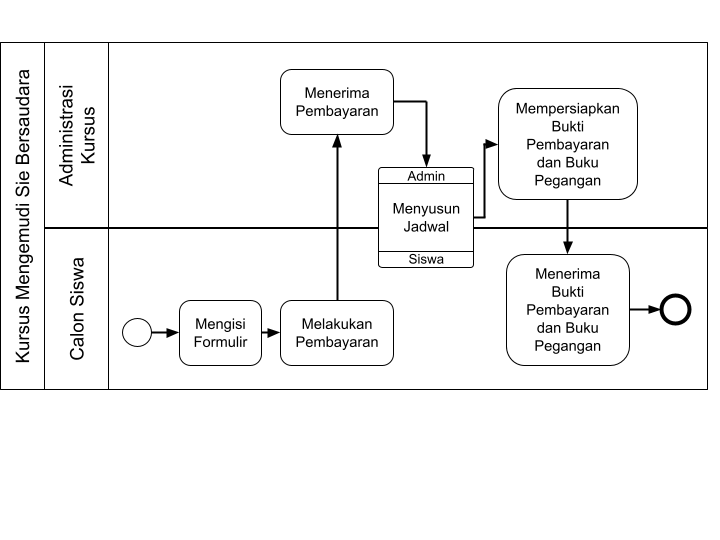 Kursus Mengemudi Sie Bersaudara
Administrasi
Kursus
Calon Siswa
Mengisi
Formulir
Melakukan
Pembayaran
Menerima
Pembayaran
Admin
Menyusun
Jadwal
Siswa
Mempersiapkan
Bukti
Pembayaran
dan Buku
Pegangan
Menerima
Bukti
Pembayaran
dan Buku
Pegangan